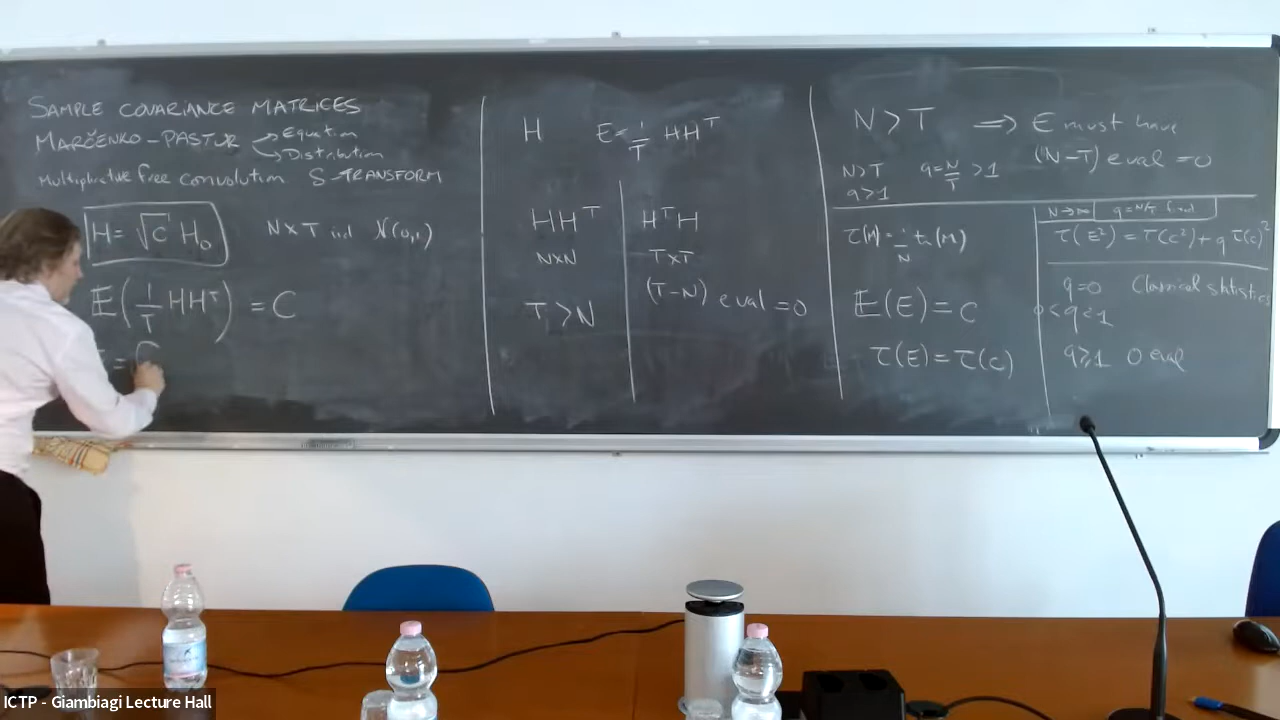 SAMPLE COVARIANCE MATRICES
MARČENKO-PASTUR
Equation
Distribution
Multiplicative free convolution S-TRANSFORM
H = √C H₀
N×T iid N(0,1)
𝔼(1/T HHᵀ) = C
H
E = 1/T HHᵀ
HHᵀ
N×N
T > N
HᵀH
T×T
(T-N) eval = 0
N > T ⟹ E must have
(N-T) eval = 0
N > T
q > 1
q = N/T > 1
τ(M) = 1/N tr(M)
𝔼(E) = C
τ(E) = τ(C)
N→∞ q = N/T fixed
τ(E²) = τ(C²) + q τ(C)²
q=0 Classical statistics
0 < q < 1
q ≥ 1 0 eval
ICTP - Giambiagi Lecture Hall